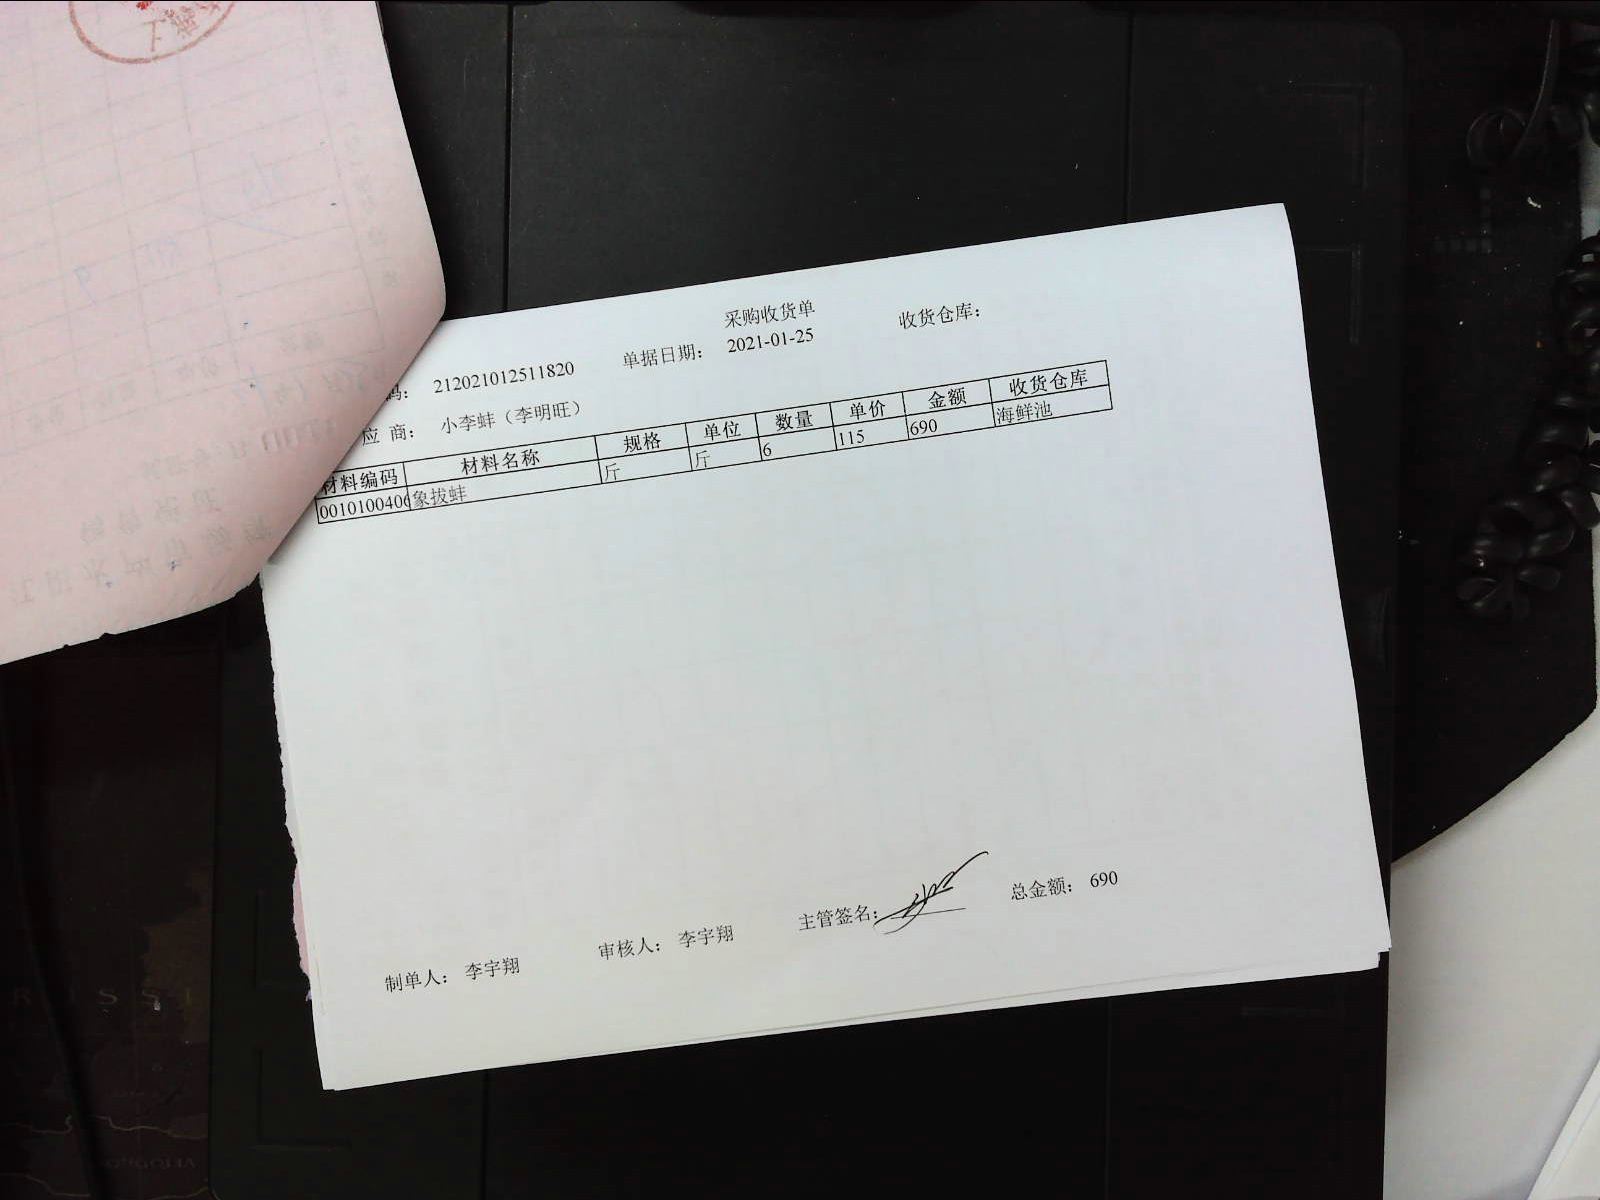 采购收货单
码： 212021012511820 单据日期： 2021-01-25 收货仓库：
应 商： 小李蚌（李明旺）
材料编码 材料名称 规格 单位 数量 单价 金额 收货仓库
001010040 象拔蚌 斤 斤 6 115 690 海鲜池
制单人： 李宇翔 审核人： 李宇翔 主管签名： 总金额： 690